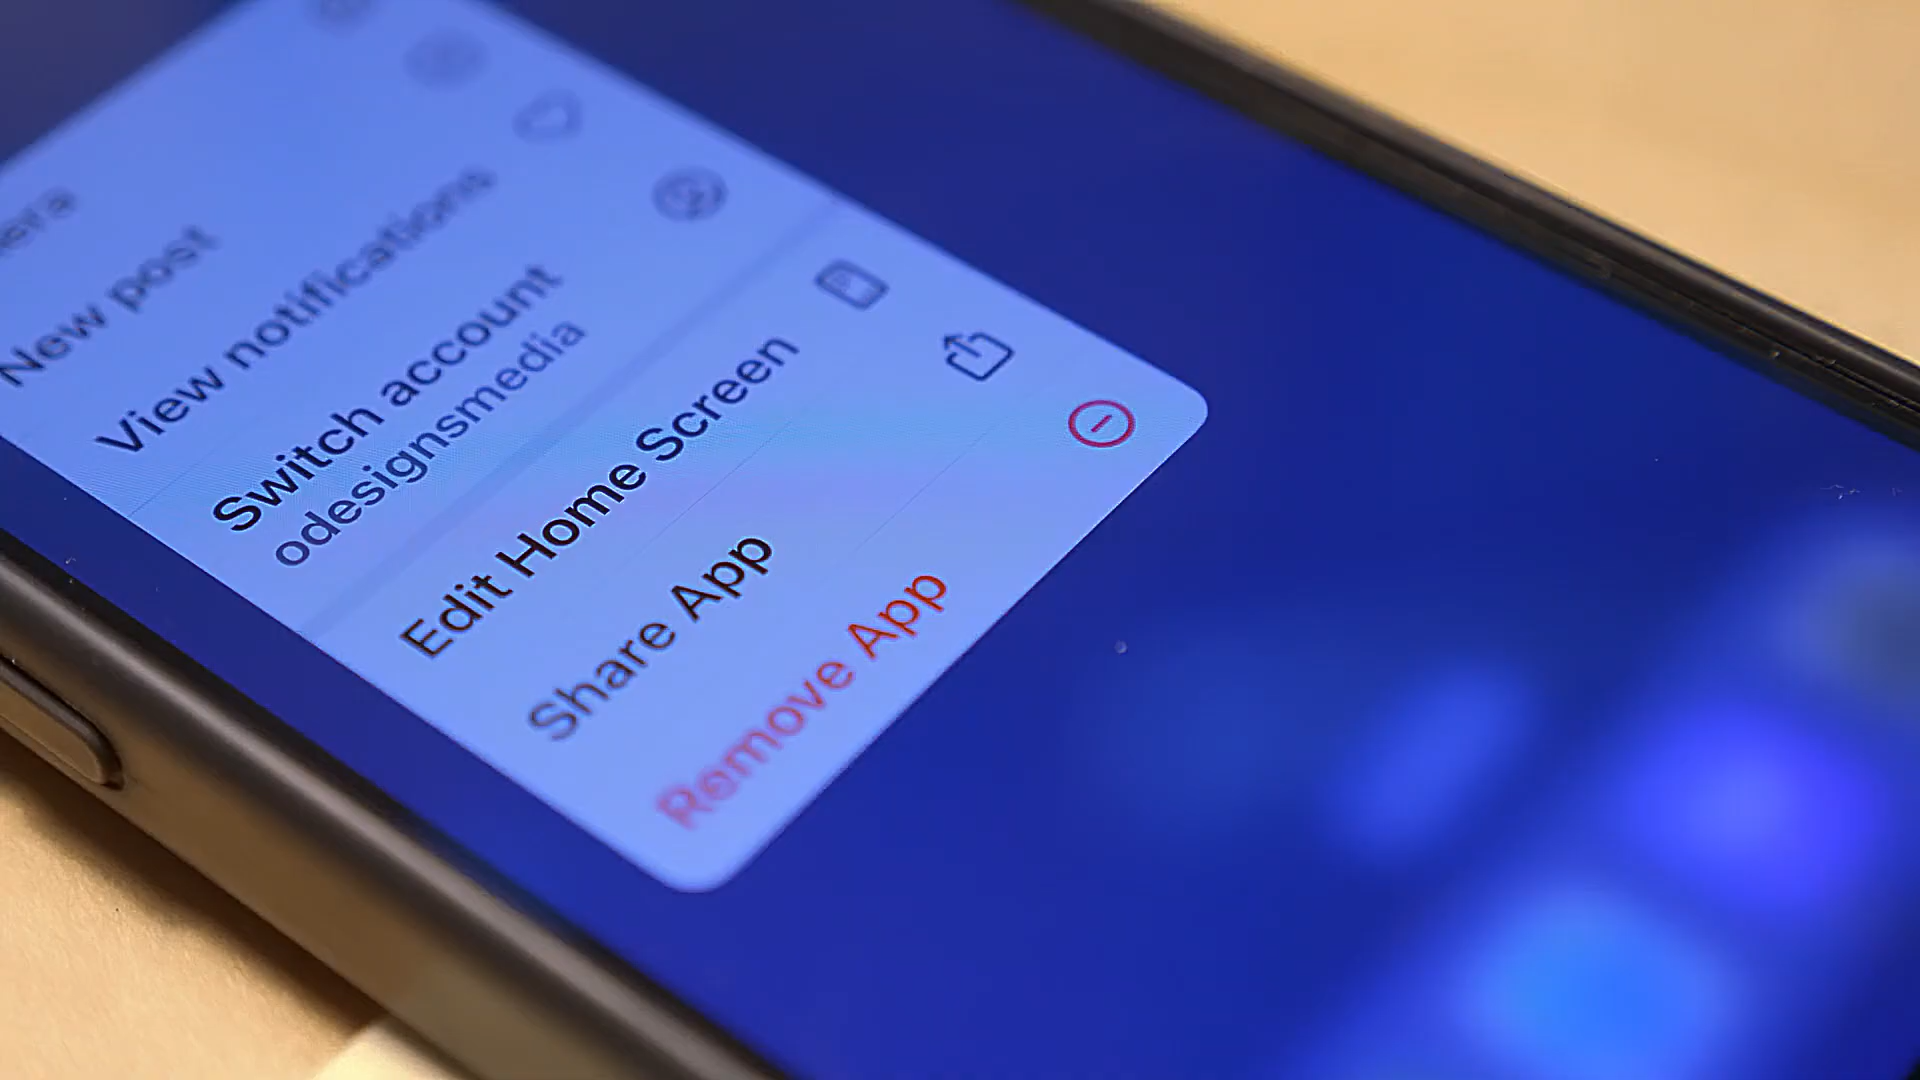 New post
View notifications
Switch account
odesignsmedia
Edit Home Screen
Share App
Remove App